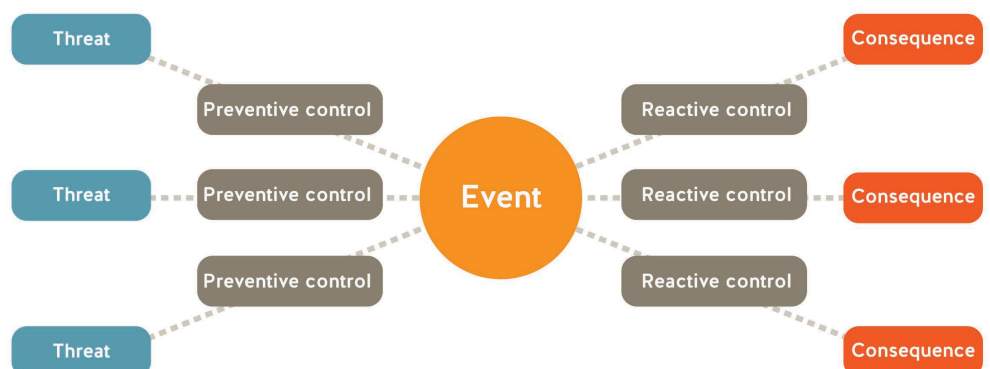 Threat
Consequence
Preventive control
Reactive control
Threat
Preventive control
Event
Reactive control
Consequence
Preventive control
Reactive control
Threat
Consequence